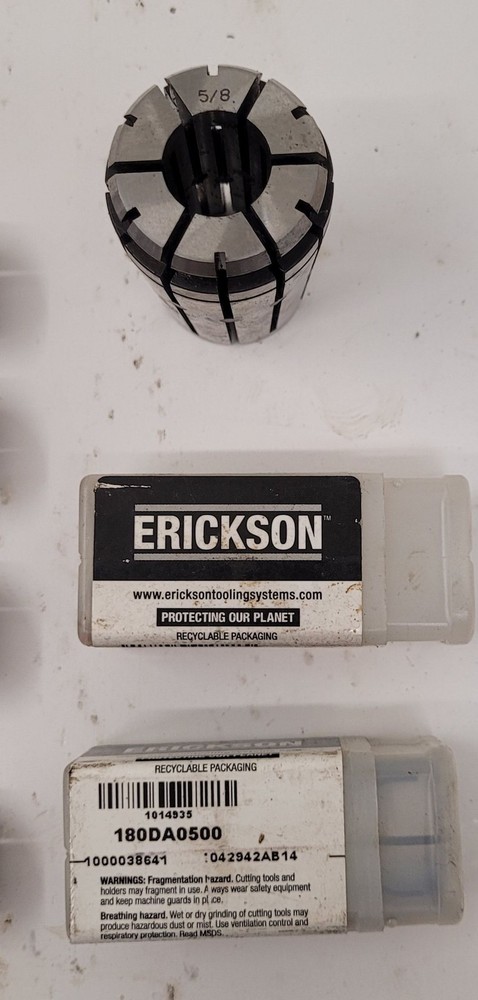 5/8
ERICKSON™
www.ericksontoolingsystems.com
PROTECTING OUR PLANET
RECYCLABLE PACKAGING
ERICKSON
RECYCLABLE PACKAGING
1014935
180DA0500
1000038641 042942AB14
WARNINGS: Fragmentation hazard. Cutting tools and
holders may fragment in use. Always wear safety equipment
and keep machine guards in place.
Breathing hazard. Wet or dry grinding of cutting tools may
produce hazardous dust or mist. Use ventilation control and
respiratory protection. Read MSDS.